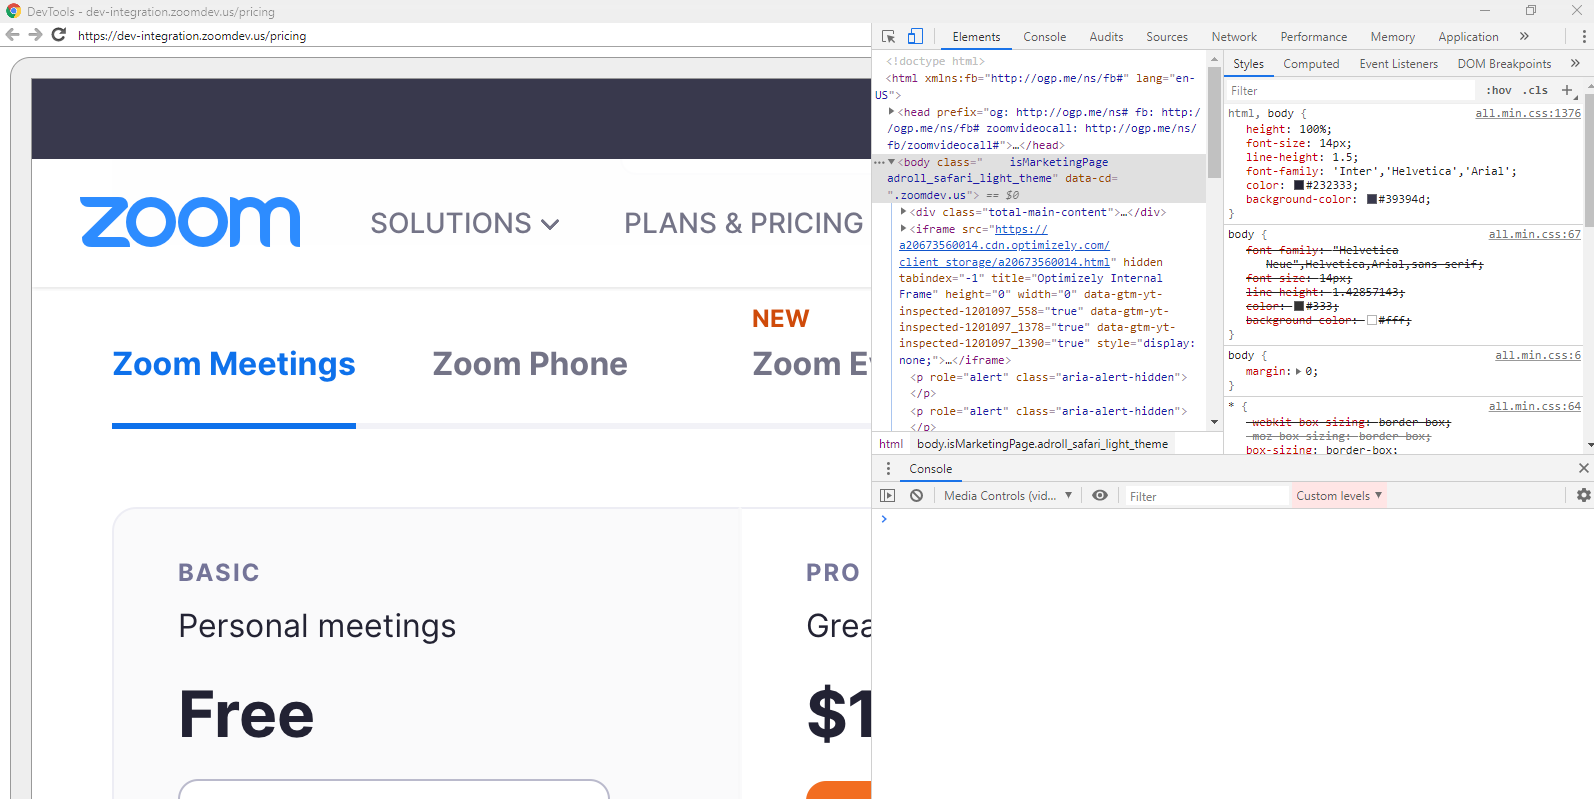 DevTools - dev-integration.zoomdev.us/pricing
https://dev-integration.zoomdev.us/pricing
zoom
SOLUTIONS
PLANS & PRICING
NEW
Zoom Meetings
Zoom Phone
Zoom Ev
BASIC
Personal meetings
Free
PRO
Grea
$1
Elements Console Audits Sources Network Performance Memory Application »
<!doctype html>
<html xmlns:fb="http://ogp.me/ns/fb#" lang="en-
US">
<head prefix="og: http://ogp.me/ns# fb: http:/
/ogp.me/ns/fb# zoomvideocall: http://ogp.me/ns/
fb/zoomvideocall#">…</head>
<body class=" isMarketingPage
adroll_safari_light_theme" data-cd=
".zoomdev.us"> == $0
<div class="total-main-content">…</div>
<iframe src="https://
a20673560014.cdn.optimizely.com/
client_storage/a20673560014.html" hidden
tabindex="-1" title="Optimizely Internal
Frame" height="0" width="0" data-gtm-yt-
inspected-1201097_558="true" data-gtm-yt-
inspected-1201097_1378="true" data-gtm-yt-
inspected-1201097_1390="true" style="display:
none;">…</iframe>
<p role="alert" class="aria-alert-hidden">
</p>
<p role="alert" class="aria-alert-hidden">
</p>
html body.isMarketingPage.adroll_safari_light_theme
Styles Computed Event Listeners DOM Breakpoints »
Filter :hov .cls +
html, body { all.min.css:1376
height: 100%;
font-size: 14px;
line-height: 1.5;
font-family: 'Inter','Helvetica','Arial';
color: #232333;
background-color: #39394d;
}
body { all.min.css:67
font-family: "Helvetica
Neue",Helvetica,Arial,sans-serif;
font-size: 14px;
line-height: 1.42857143;
color: #333;
background-color: #fff;
}
body { all.min.css:6
margin: 0;
}
* { all.min.css:64
-webkit-box-sizing: border-box;
-moz-box-sizing: border-box;
box-sizing: border-box;
Console
Media Controls (vid... Filter Custom levels